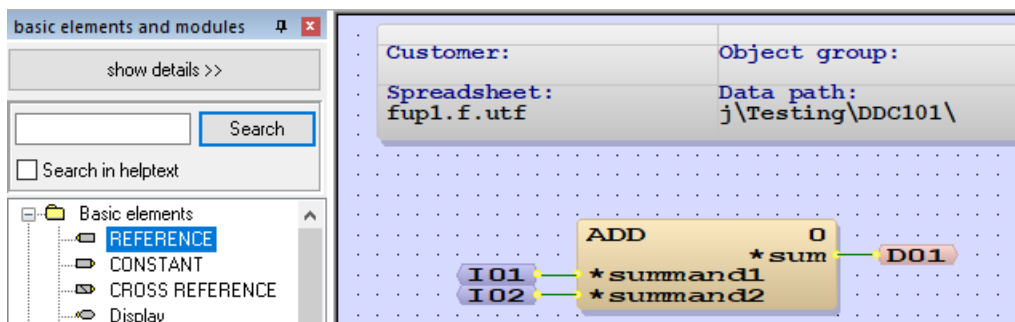 basic elements and modules
show details >>
Search
Search in helptext
Basic elements
REFERENCE
CONSTANT
CROSS REFERENCE
Display
Customer: Object group:
Spreadsheet: Data path:
fup1.f.utf j\Testing\DDC101\
ADD 0
*sum D01
I01 *summand1
I02 *summand2